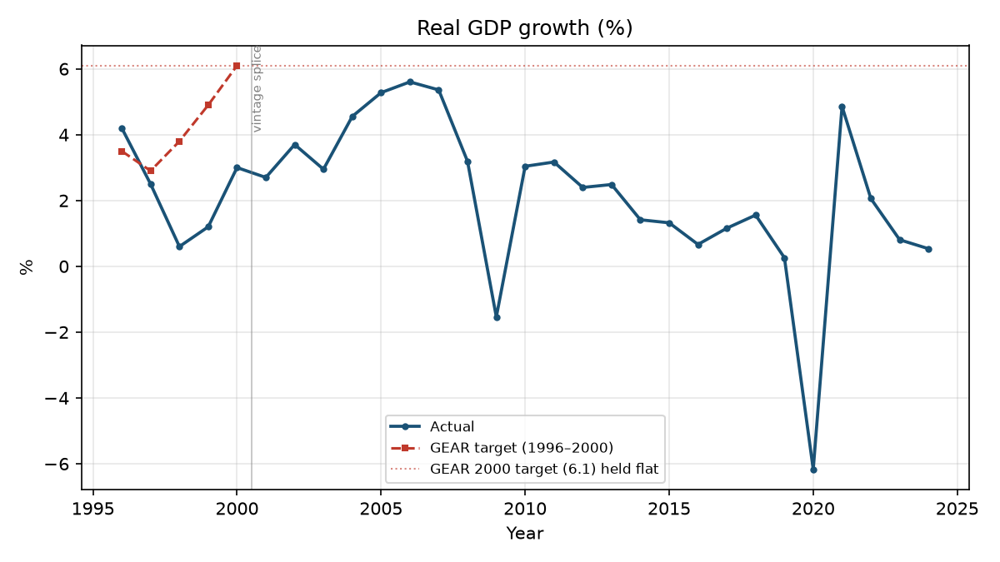 Real GDP growth (%)
vintage splice
%
6
4
2
0
−2
−4
−6
Actual
GEAR target (1996–2000)
GEAR 2000 target (6.1) held flat
1995
2000
2005
2010
2015
2020
2025
Year